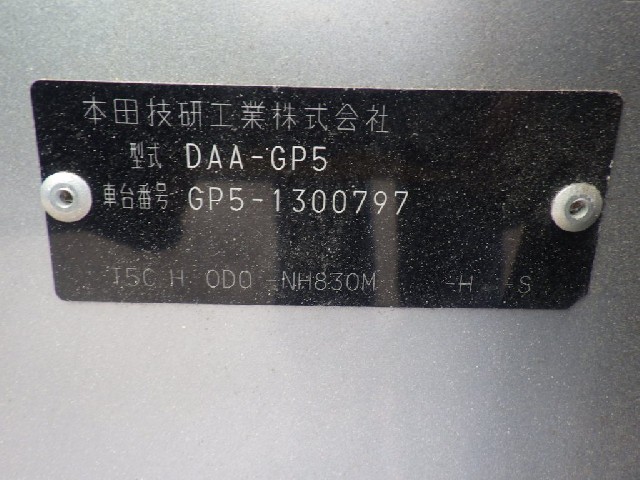 本田技研工業株式会社
型式 DAA-GP5
車台番号 GP5-1300797
T5C H 0D0 -NH830M -H -S